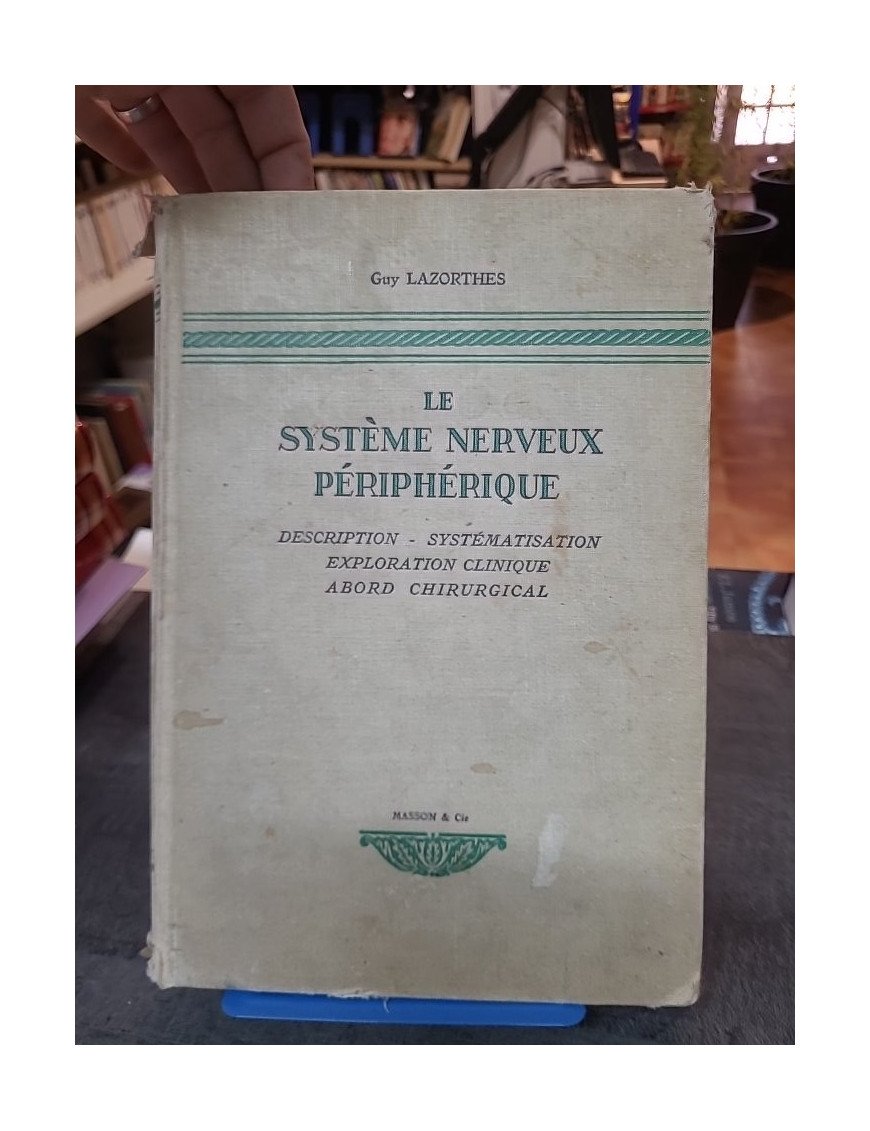 Guy LAZORTHES
LE
SYSTÈME NERVEUX
PÉRIPHÉRIQUE
DESCRIPTION - SYSTÉMATISATION
EXPLORATION CLINIQUE
ABORD CHIRURGICAL
MASSON & Cie